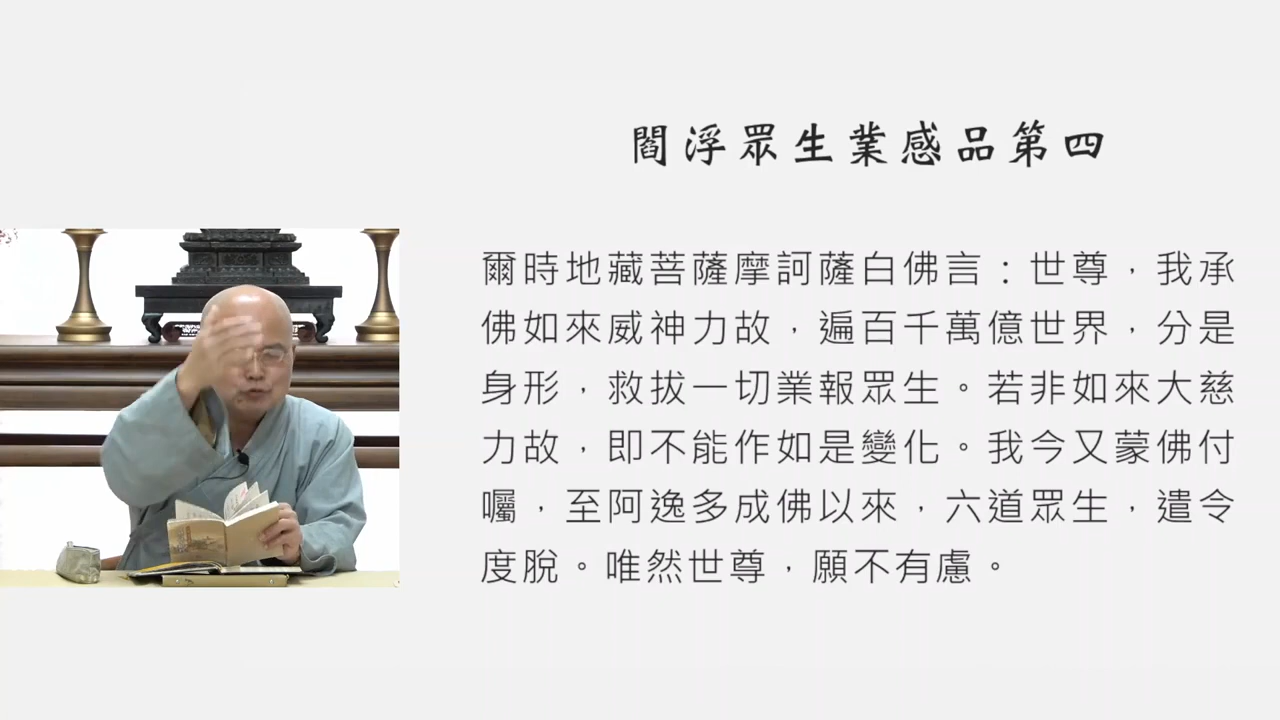 閻浮眾生業感品第四
爾時地藏菩薩摩訶薩白佛言：世尊，我承
佛如來威神力故，遍百千萬億世界，分是
身形，救拔一切業報眾生。若非如來大慈
力故，即不能作如是變化。我今又蒙佛付
囑，至阿逸多成佛以來，六道眾生，遣令
度脫。唯然世尊，願不有慮。